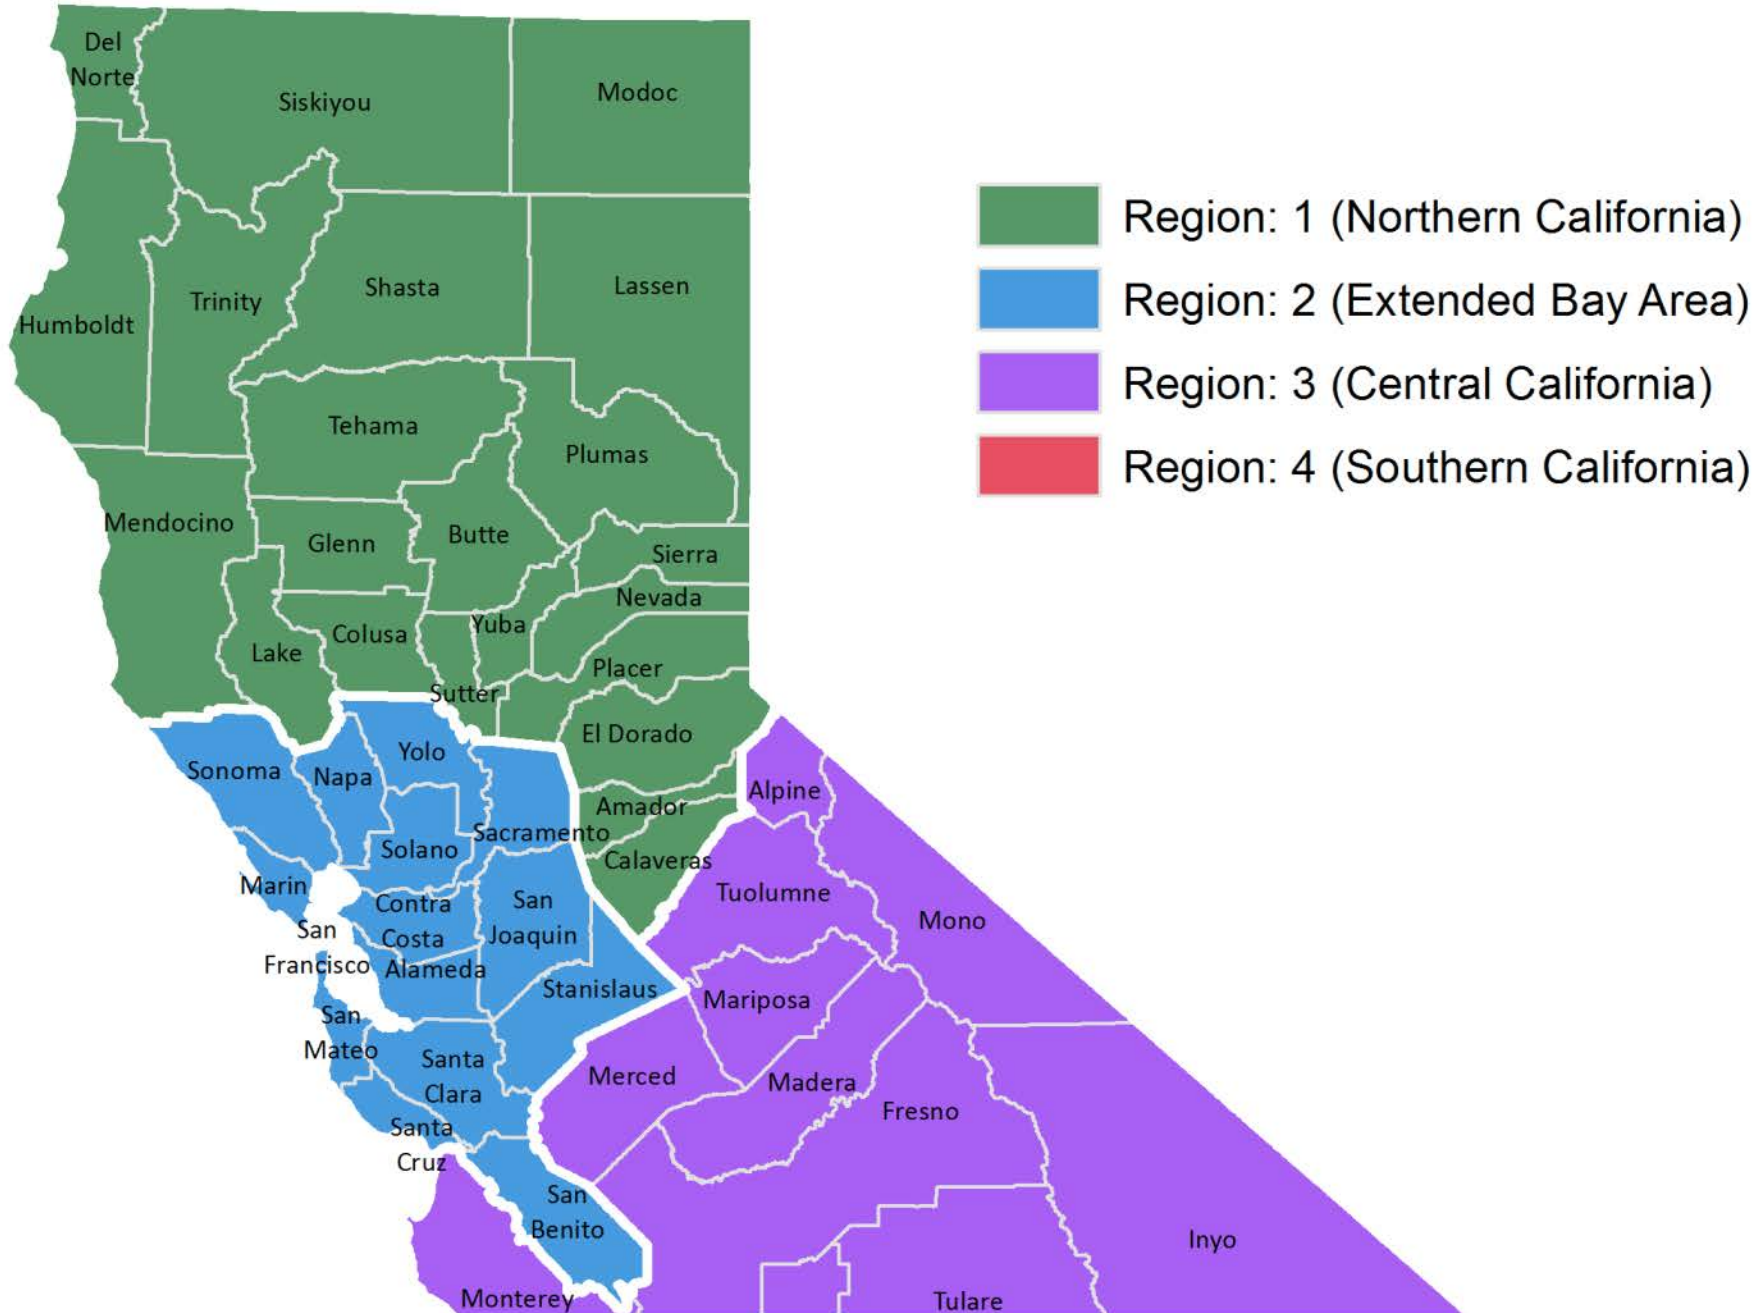 Del
Norte
Siskiyou
Modoc
Humboldt
Trinity
Shasta
Lassen
Tehama
Plumas
Mendocino
Glenn
Butte
Sierra
Nevada
Yuba
Colusa
Lake
Placer
Sutter
El Dorado
Yolo
Sonoma
Napa
Alpine
Amador
Sacramento
Solano
Calaveras
Marin
Tuolumne
Contra
Costa
San
Joaquin
Mono
San
Francisco
Alameda
Stanislaus
Mariposa
San
Mateo
Santa
Clara
Merced
Madera
Fresno
Santa
Cruz
San
Benito
Inyo
Monterey
Tulare
Region: 1 (Northern California)
Region: 2 (Extended Bay Area)
Region: 3 (Central California)
Region: 4 (Southern California)